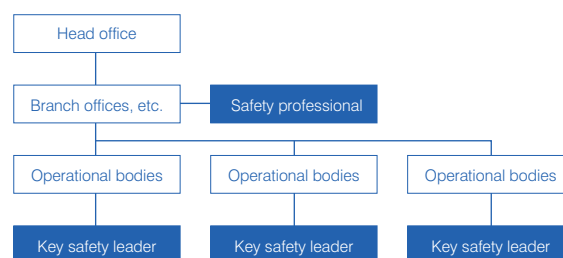 Head office
Branch offices, etc.
Safety professional
Operational bodies
Operational bodies
Operational bodies
Key safety leader
Key safety leader
Key safety leader